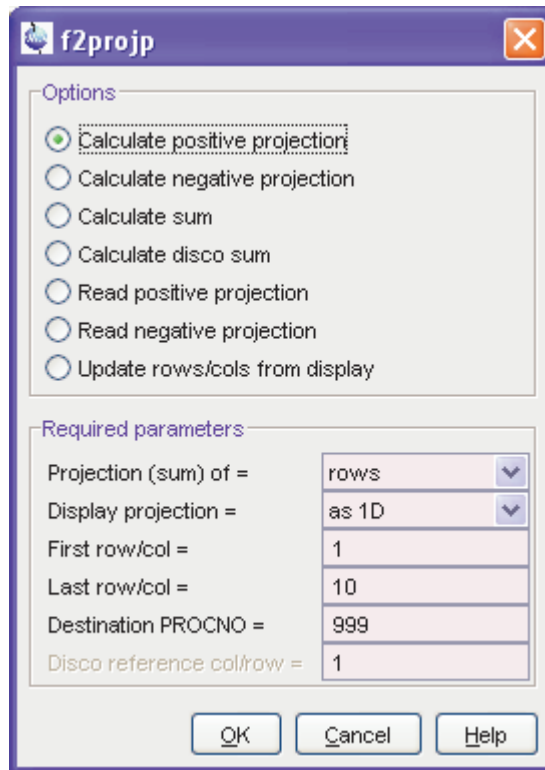 f2projp
Options
Calculate positive projection
Calculate negative projection
Calculate sum
Calculate disco sum
Read positive projection
Read negative projection
Update rows/cols from display
Required parameters
Projection (sum) of = rows
Display projection = as 1D
First row/col = 1
Last row/col = 10
Destination PROCNO = 999
Disco reference col/row = 1
OK Cancel Help